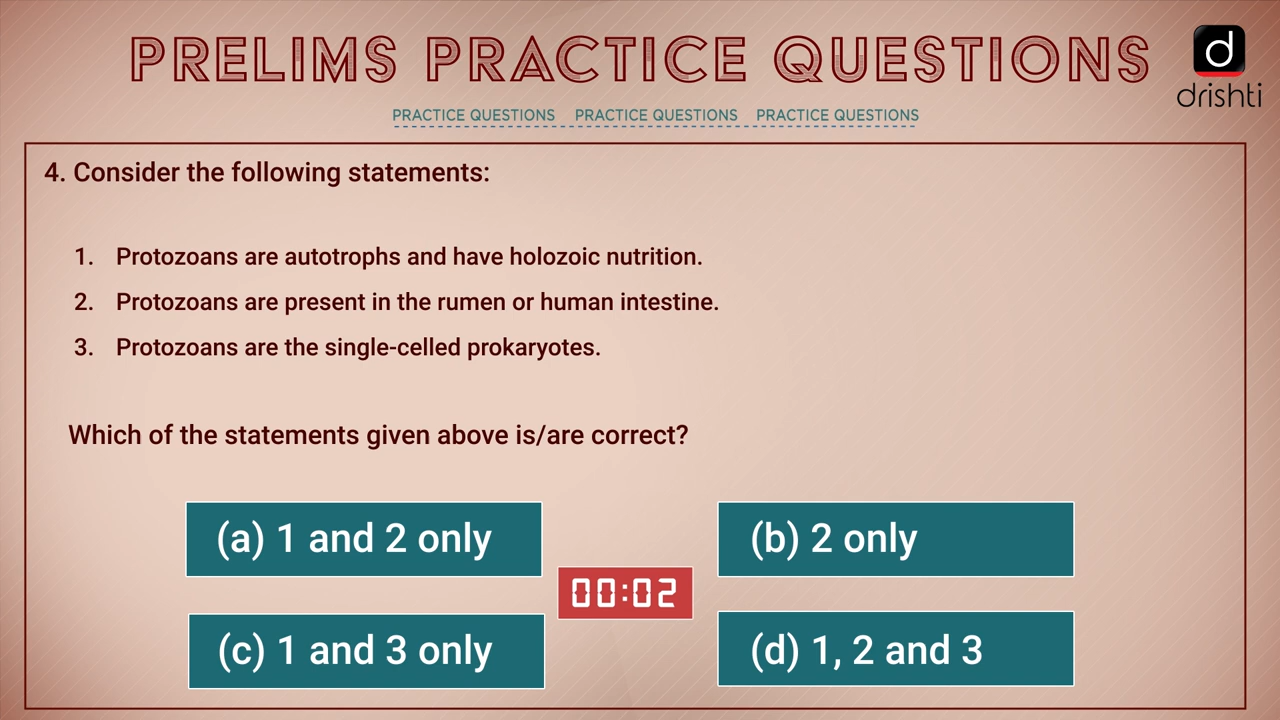 PRELIMS PRACTICE QUESTIONS
d
drishti
PRACTICE QUESTIONS PRACTICE QUESTIONS PRACTICE QUESTIONS
4. Consider the following statements:
1. Protozoans are autotrophs and have holozoic nutrition.
2. Protozoans are present in the rumen or human intestine.
3. Protozoans are the single-celled prokaryotes.
Which of the statements given above is/are correct?
(a) 1 and 2 only
(b) 2 only
00:02
(c) 1 and 3 only
(d) 1, 2 and 3